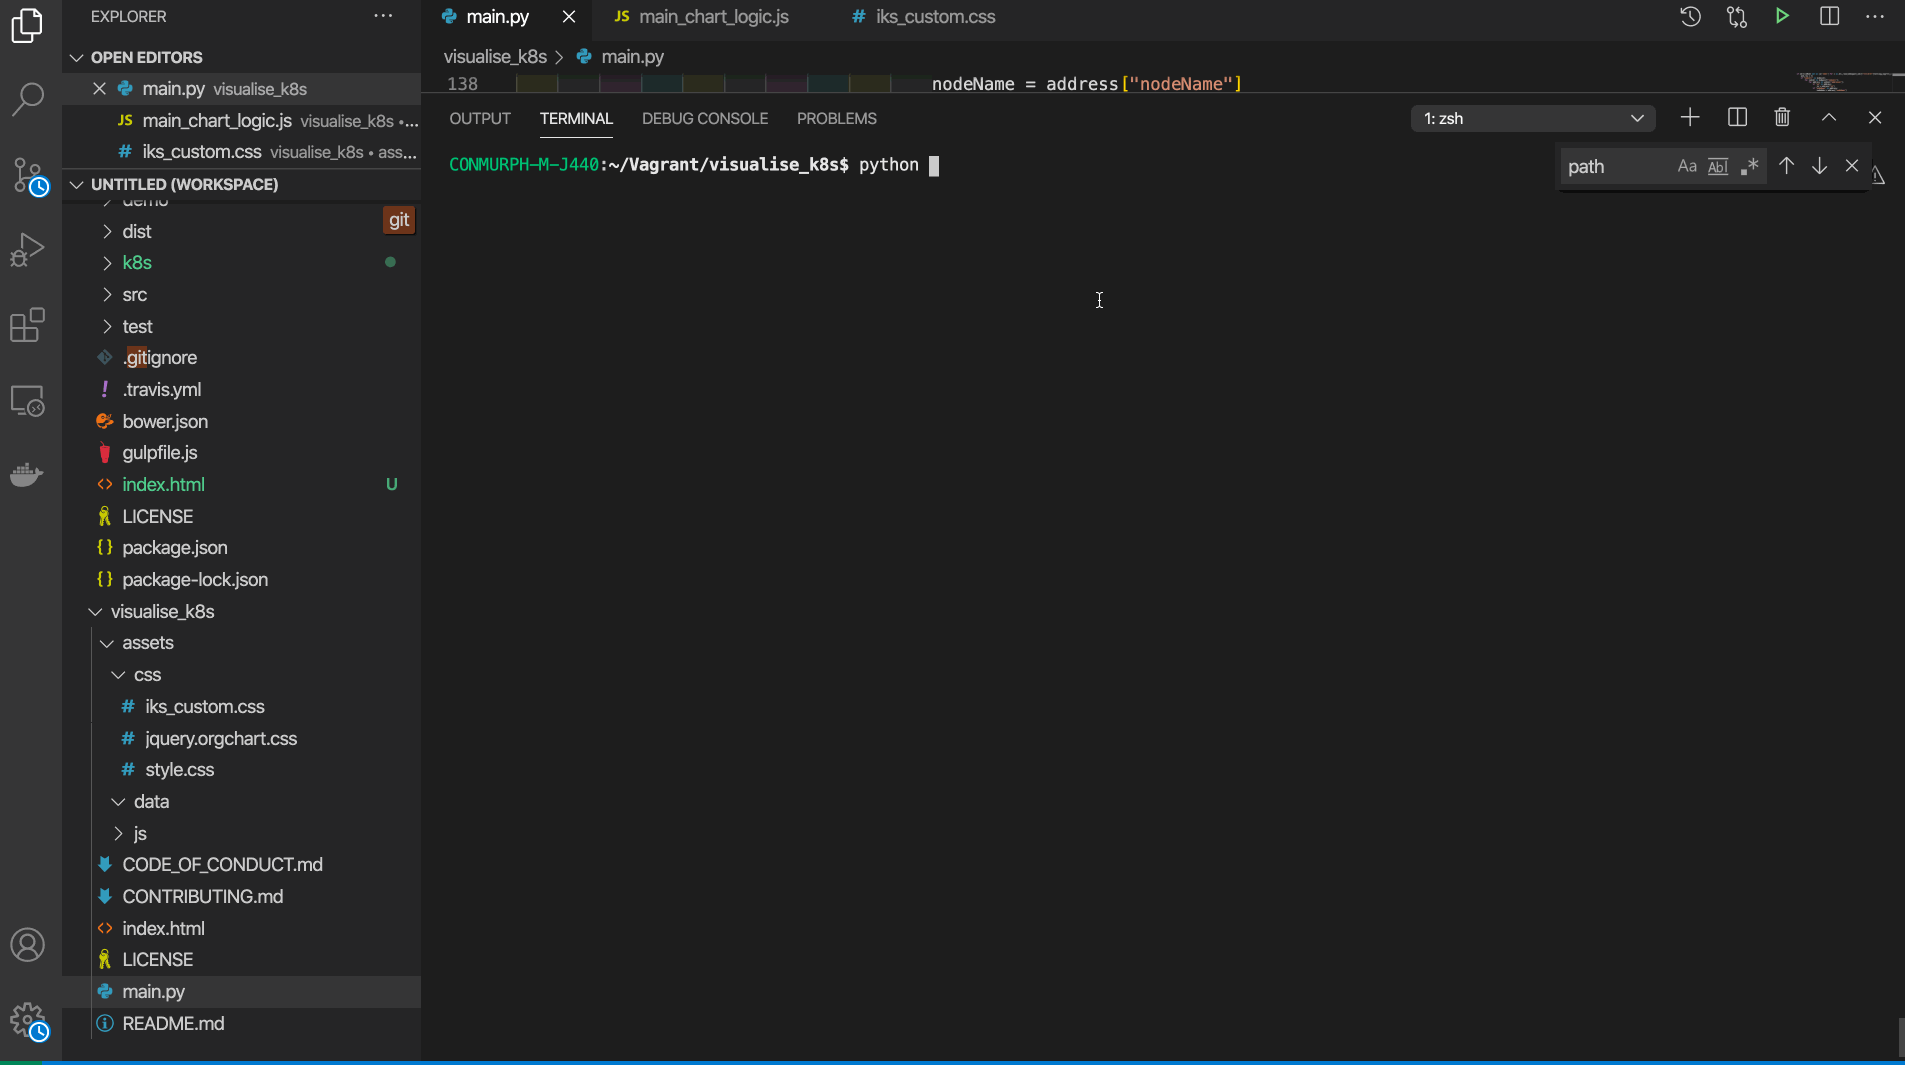 EXPLORER
OPEN EDITORS
main.py visualise_k8s
JS main_chart_logic.js visualise_k8s •...
# iks_custom.css visualise_k8s • ass...
UNTITLED (WORKSPACE)
demo
git
dist
k8s
src
test
.gitignore
! .travis.yml
bower.json
gulpfile.js
<> index.html U
LICENSE
{} package.json
{} package-lock.json
visualise_k8s
assets
css
# iks_custom.css
# jquery.orgchart.css
# style.css
data
js
CODE_OF_CONDUCT.md
CONTRIBUTING.md
<> index.html
LICENSE
main.py
README.md
main.py
JS main_chart_logic.js
# iks_custom.css
visualise_k8s > main.py
138 nodeName = address["nodeName"]
OUTPUT TERMINAL DEBUG CONSOLE PROBLEMS
1: zsh
CONMURPH-M-J440:~/Vagrant/visualise_k8s$ python
path Aa Abl .*